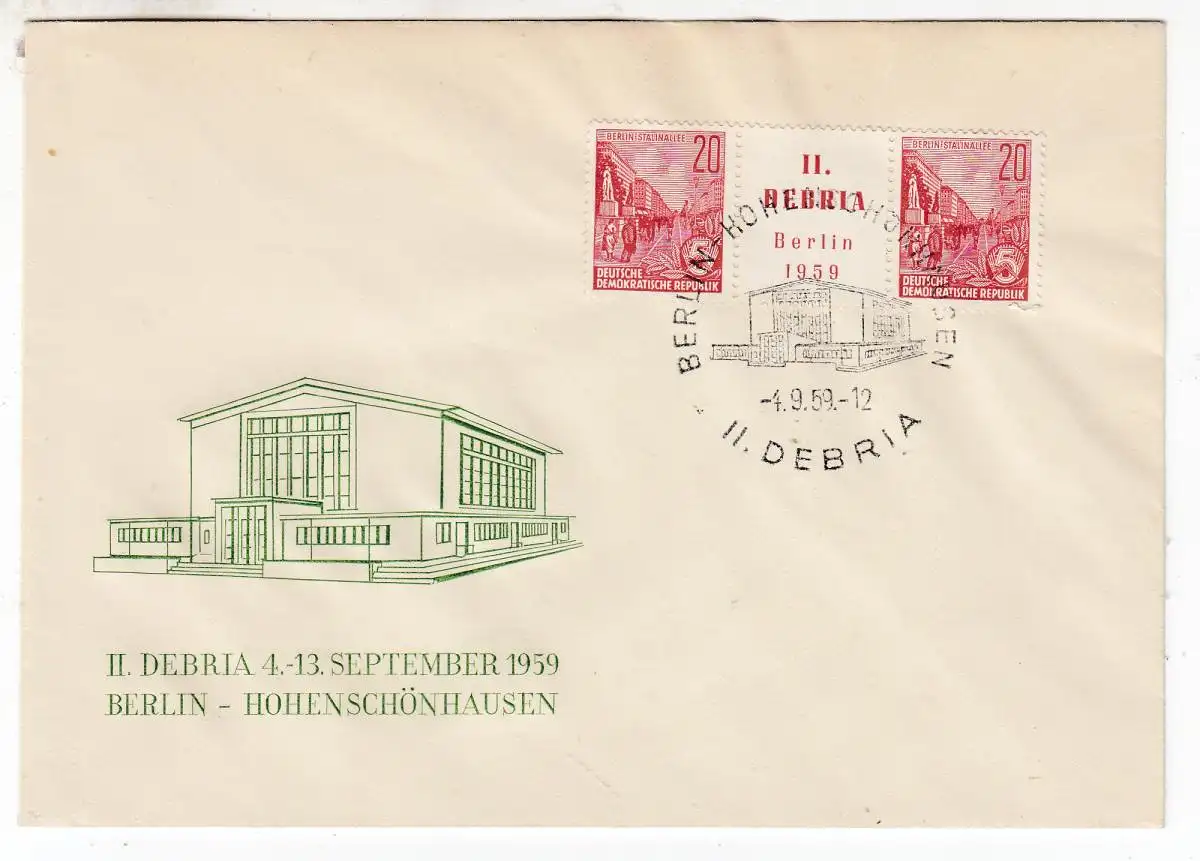 BERLIN-STALINALLEE
20
5
DEUTSCHE
DEMOKRATISCHE REPUBLIK
II.
DEBRIA
Berlin
1959
BERLIN-STALINALLEE
20
5
DEUTSCHE
DEMOKRATISCHE REPUBLIK
BERLIN-HOHENSCHÖNHAUSEN
-4.9.59.-12
II. DEBRIA
II. DEBRIA 4.-13. SEPTEMBER 1959
BERLIN - HOHENSCHÖNHAUSEN